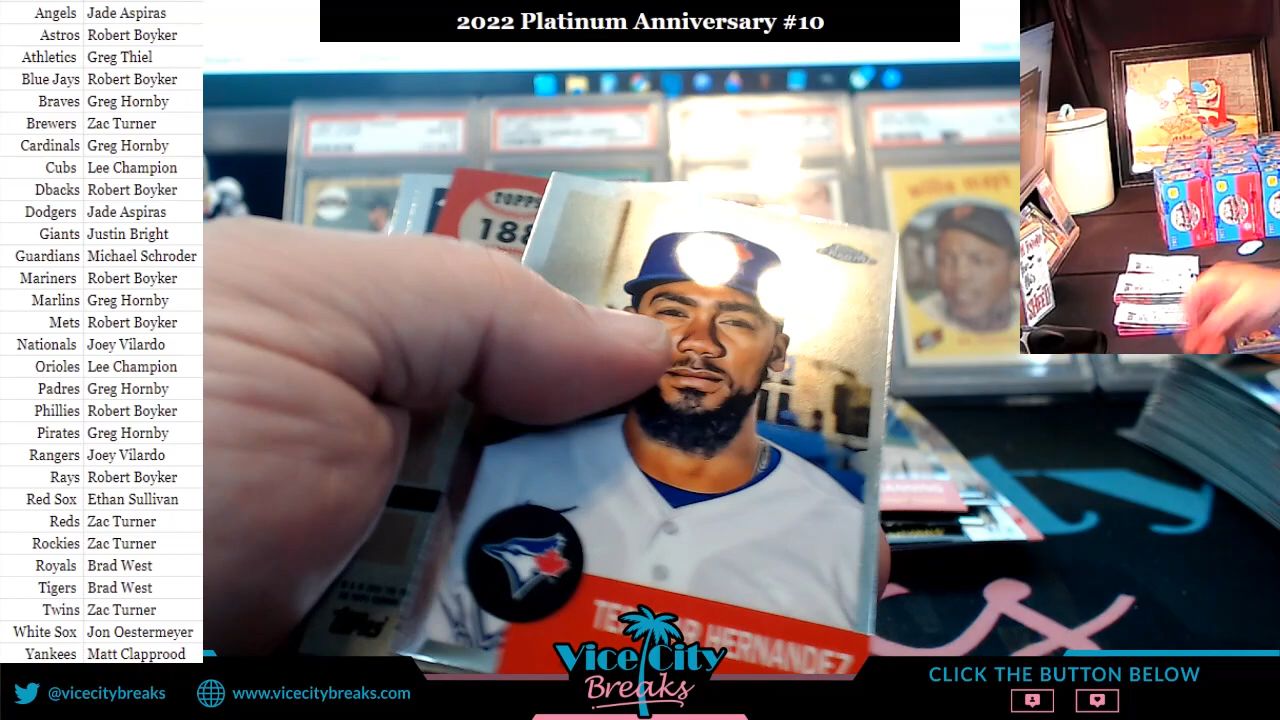 2022 Platinum Anniversary #10
Angels Jade Aspiras
Astros Robert Boyker
Athletics Greg Thiel
Blue Jays Robert Boyker
Braves Greg Hornby
Brewers Zac Turner
Cardinals Greg Hornby
Cubs Lee Champion
Dbacks Robert Boyker
Dodgers Jade Aspiras
Giants Justin Bright
Guardians Michael Schroder
Mariners Robert Boyker
Marlins Greg Hornby
Mets Robert Boyker
Nationals Joey Vilardo
Orioles Lee Champion
Padres Greg Hornby
Phillies Robert Boyker
Pirates Greg Hornby
Rangers Joey Vilardo
Rays Robert Boyker
Red Sox Ethan Sullivan
Reds Zac Turner
Rockies Zac Turner
Royals Brad West
Tigers Brad West
Twins Zac Turner
White Sox Jon Oestermeyer
Yankees Matt Clapprood
TOPPS
188
willie mays
HERNANDEZ
Vice City
Breaks
@vicecitybreaks
www.vicecitybreaks.com
CLICK THE BUTTON BELOW